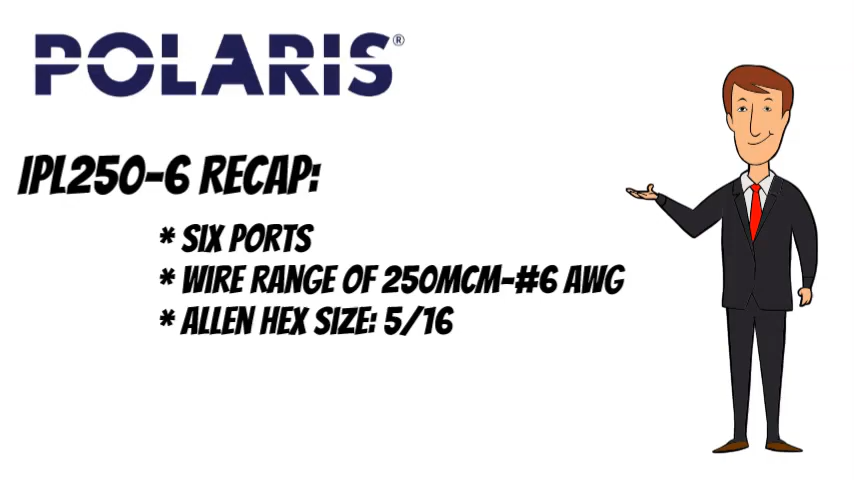 POLARIS®
IPL250-6 RECAP:
* SIX PORTS
* WIRE RANGE OF 250MCM-#6 AWG
* ALLEN HEX SIZE: 5/16